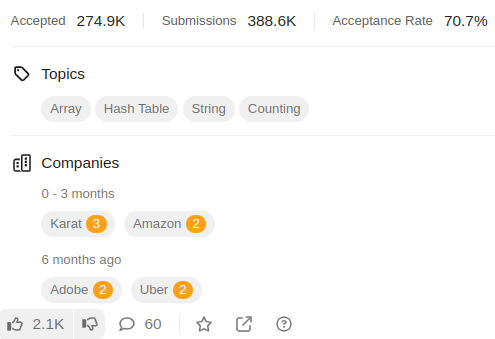 Accepted 274.9K Submissions 388.6K Acceptance Rate 70.7%
Topics
Array Hash Table String Counting
Companies
0 - 3 months
Karat 3 Amazon 2
6 months ago
Adobe 2 Uber 2
2.1K 60